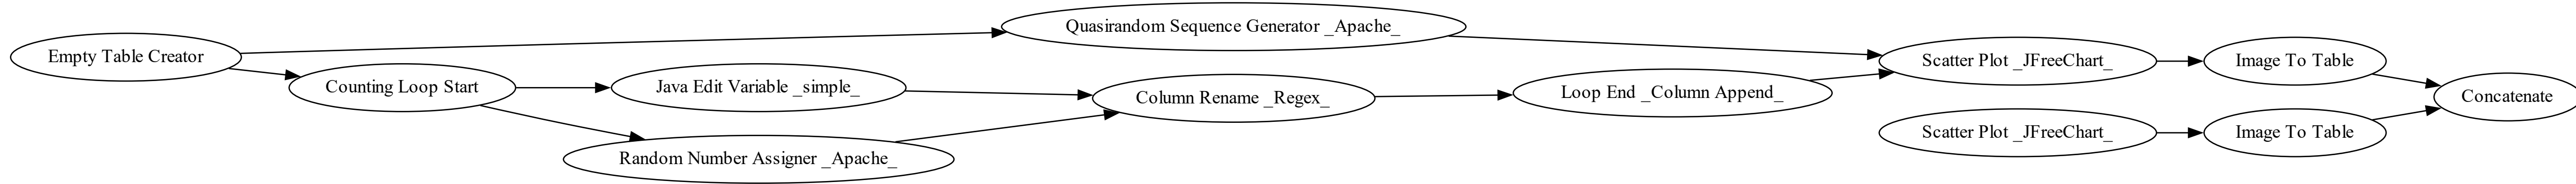 Empty Table Creator
Counting Loop Start
Quasirandom Sequence Generator _Apache_
Java Edit Variable _simple_
Random Number Assigner _Apache_
Column Rename _Regex_
Loop End _Column Append_
Scatter Plot _JFreeChart_
Image To Table
Scatter Plot _JFreeChart_
Image To Table
Concatenate